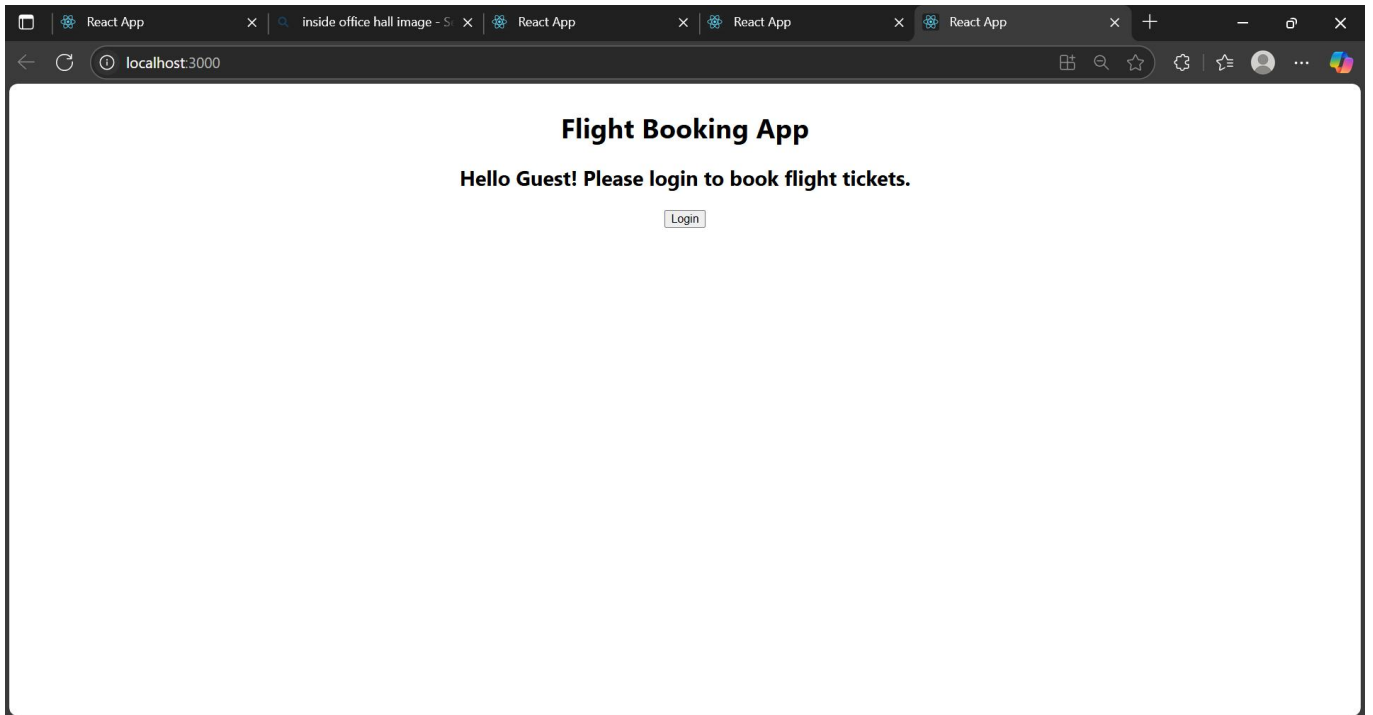 React App
inside office hall image - S
React App
React App
React App
localhost:3000
Flight Booking App
Hello Guest! Please login to book flight tickets.
Login